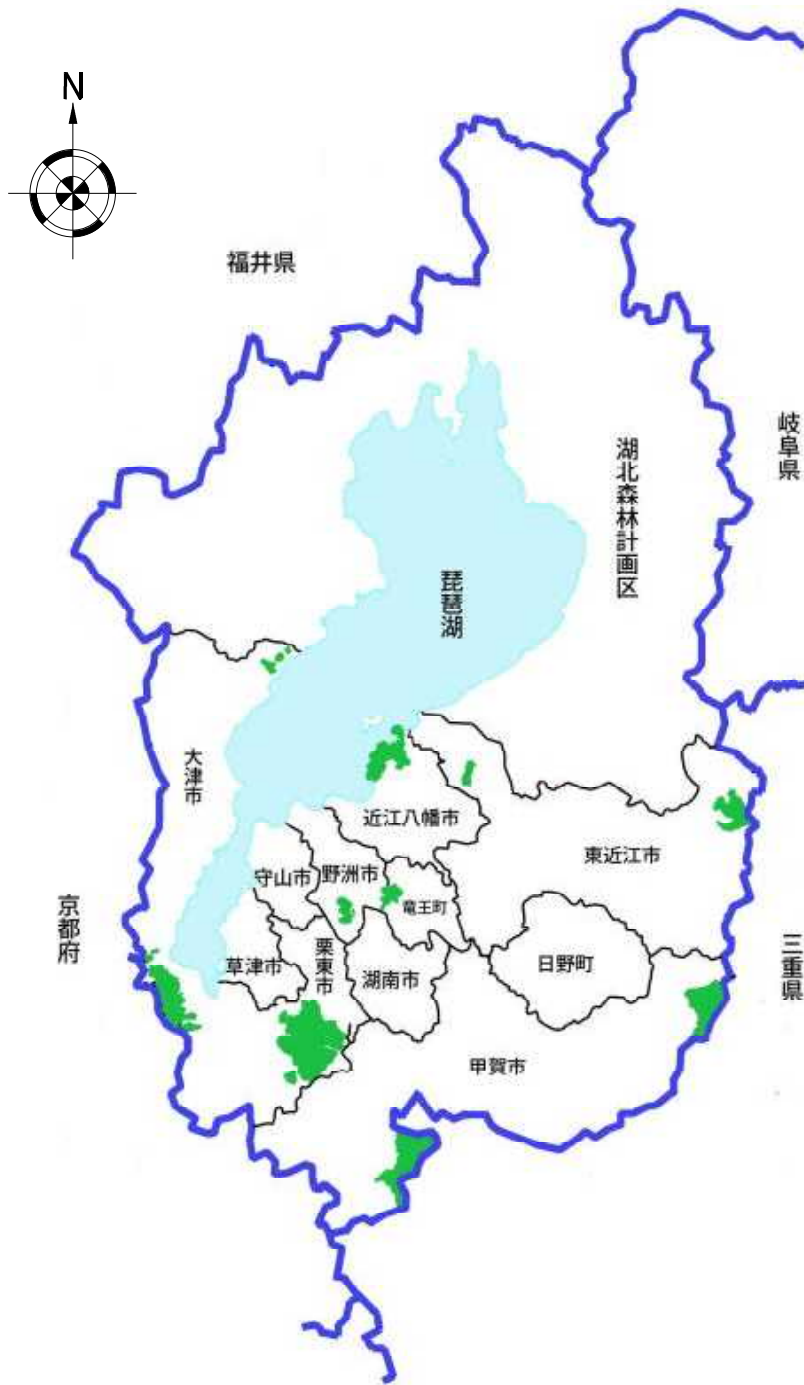 N
福井県
岐阜県
湖北森林計画区
琵琶湖
大津市
近江八幡市
東近江市
守山市
野洲市
竜王町
京都府
三重県
草津市
栗東市
湖南市
日野町
甲賀市